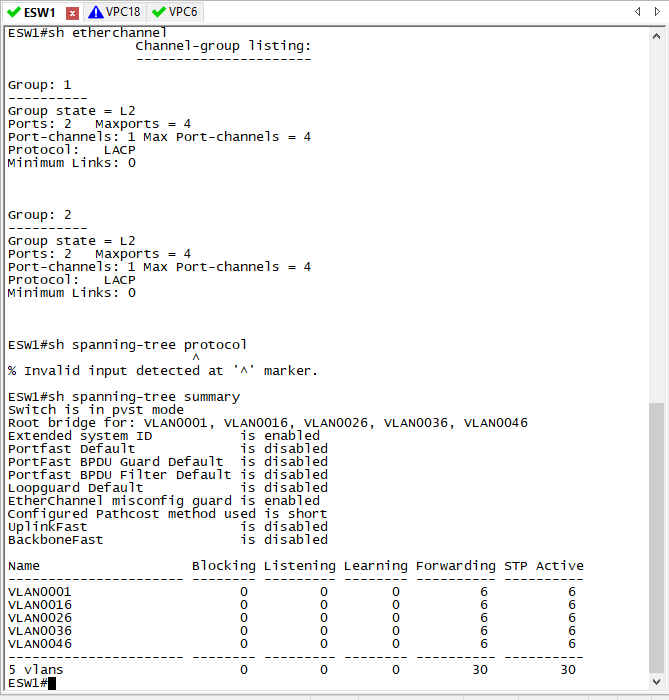 ESW1 VPC18 VPC6
ESW1#sh etherchannel
                Channel-group listing:
                ----------------------

Group: 1
----------
Group state = L2
Ports: 2   Maxports = 4
Port-channels: 1 Max Port-channels = 4
Protocol:   LACP
Minimum Links: 0

Group: 2
----------
Group state = L2
Ports: 2   Maxports = 4
Port-channels: 1 Max Port-channels = 4
Protocol:   LACP
Minimum Links: 0

ESW1#sh spanning-tree protocol
                       ^
% Invalid input detected at '^' marker.

ESW1#sh spanning-tree summary
Switch is in pvst mode
Root bridge for: VLAN0001, VLAN0016, VLAN0026, VLAN0036, VLAN0046
Extended system ID           is enabled
Portfast Default             is disabled
PortFast BPDU Guard Default  is disabled
Portfast BPDU Filter Default is disabled
Loopguard Default            is disabled
EtherChannel misconfig guard is enabled
Configured Pathcost method used is short
UplinkFast                   is disabled
BackboneFast                 is disabled

Name                   Blocking Listening Learning Forwarding STP Active
---------------------- -------- --------- -------- ---------- ----------
VLAN0001                     0         0        0          6          6
VLAN0016                     0         0        0          6          6
VLAN0026                     0         0        0          6          6
VLAN0036                     0         0        0          6          6
VLAN0046                     0         0        0          6          6
---------------------- -------- --------- -------- ---------- ----------
5 vlans                      0         0        0         30         30
ESW1#